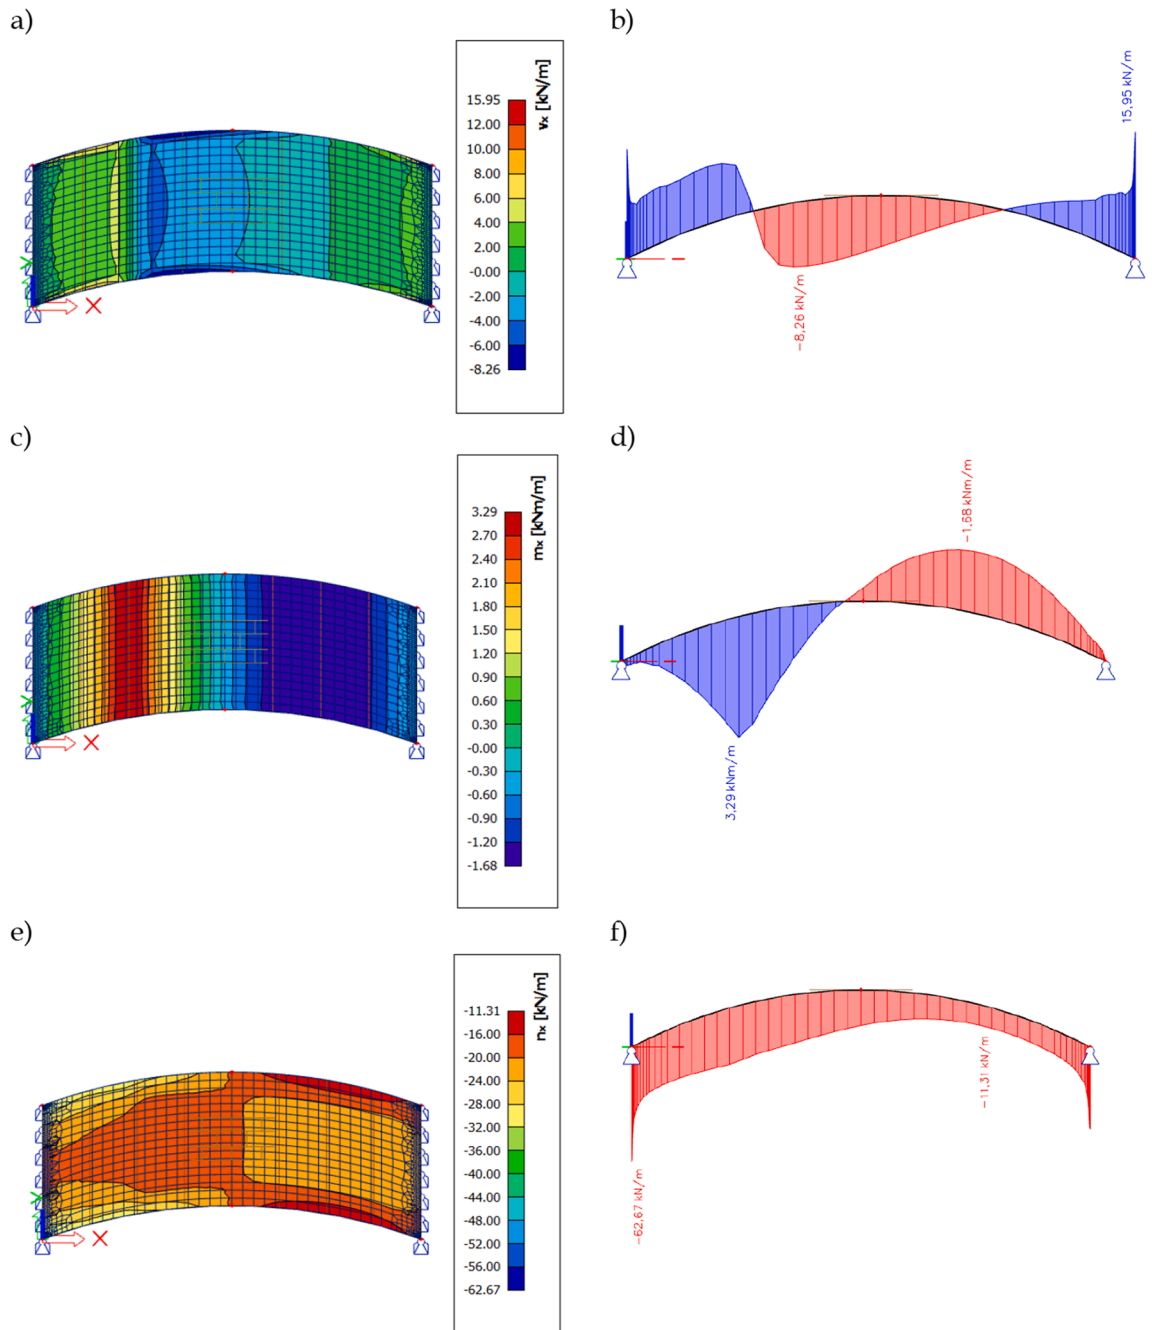 a)
b)
vx [kN/m]
15.95
12.00
10.00
8.00
6.00
4.00
2.00
-0.00
-2.00
-4.00
-6.00
-8.26
Y
X
15,95 kN/m
-8,26 kN/m
c)
d)
mx [kNm/m]
3.29
2.70
2.40
2.10
1.80
1.50
1.20
0.90
0.60
0.30
-0.00
-0.30
-0.60
-0.90
-1.20
-1.68
Y
X
-1,68 kNm/m
3,29 kNm/m
e)
f)
nx [kN/m]
-11.31
-16.00
-20.00
-24.00
-28.00
-32.00
-36.00
-40.00
-44.00
-48.00
-52.00
-56.00
-62.67
Y
X
-11,31 kN/m
-62,67 kN/m